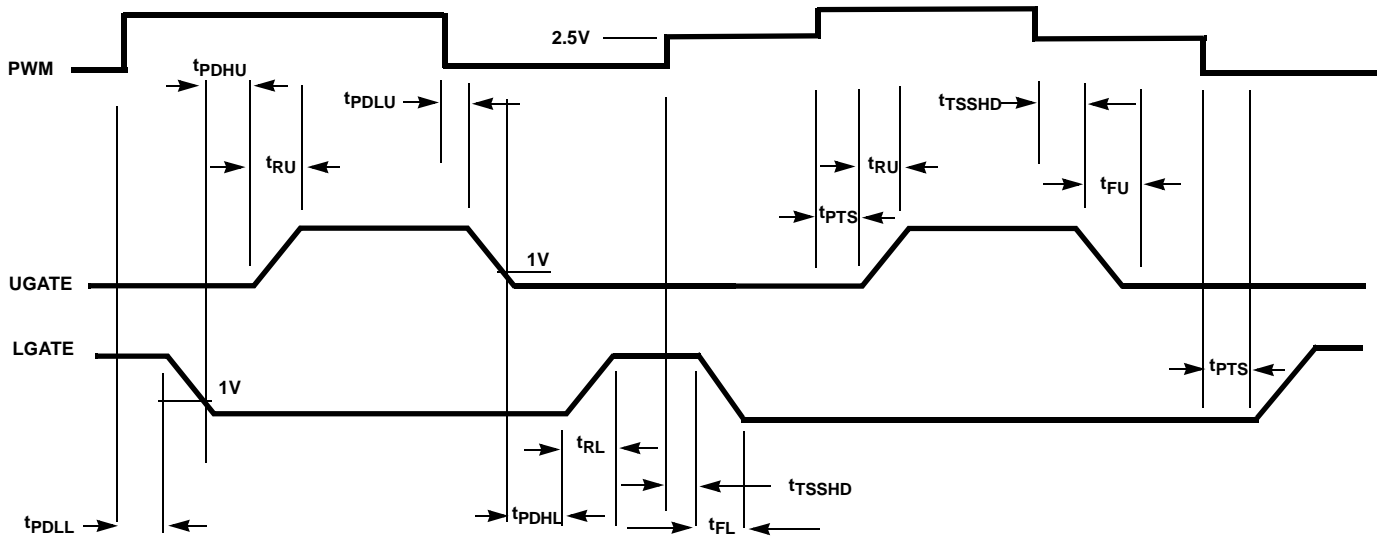 2.5V
PWM
tPDHU
tPDLU
tTSSHD
tRU
tRU
tFU
tPTS
1V
UGATE
LGATE
tPTS
1V
tRL
tTSSHD
tPDLL
tPDHL
tFL